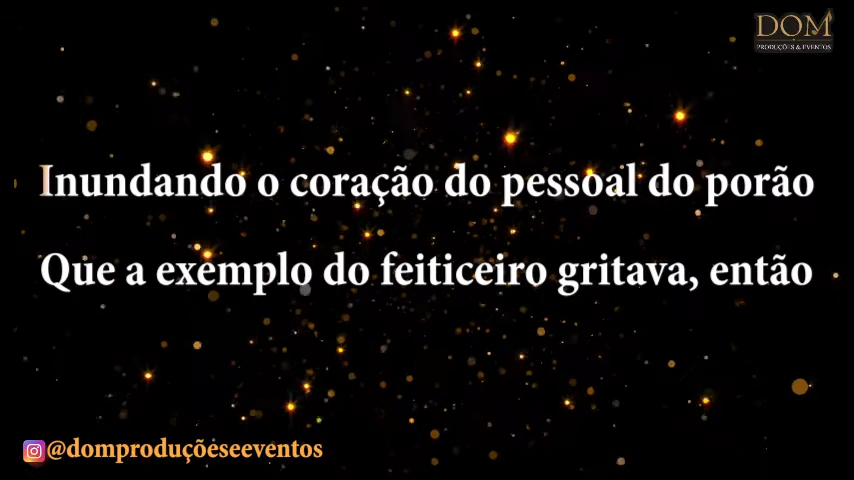 DOM
PRODUÇÕES & EVENTOS
Inundando o coração do pessoal do porão
Que a exemplo do feiticeiro gritava, então
@domproduçõeseeventos